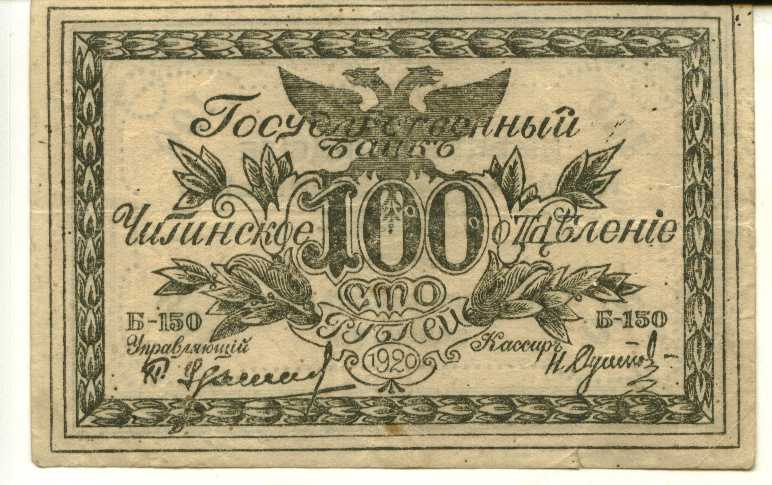 Государственный
банкъ
Читинское 100 отдѣленіе
сто
рублей
Б-150 Б-150
Управляющій Кассиръ
1920